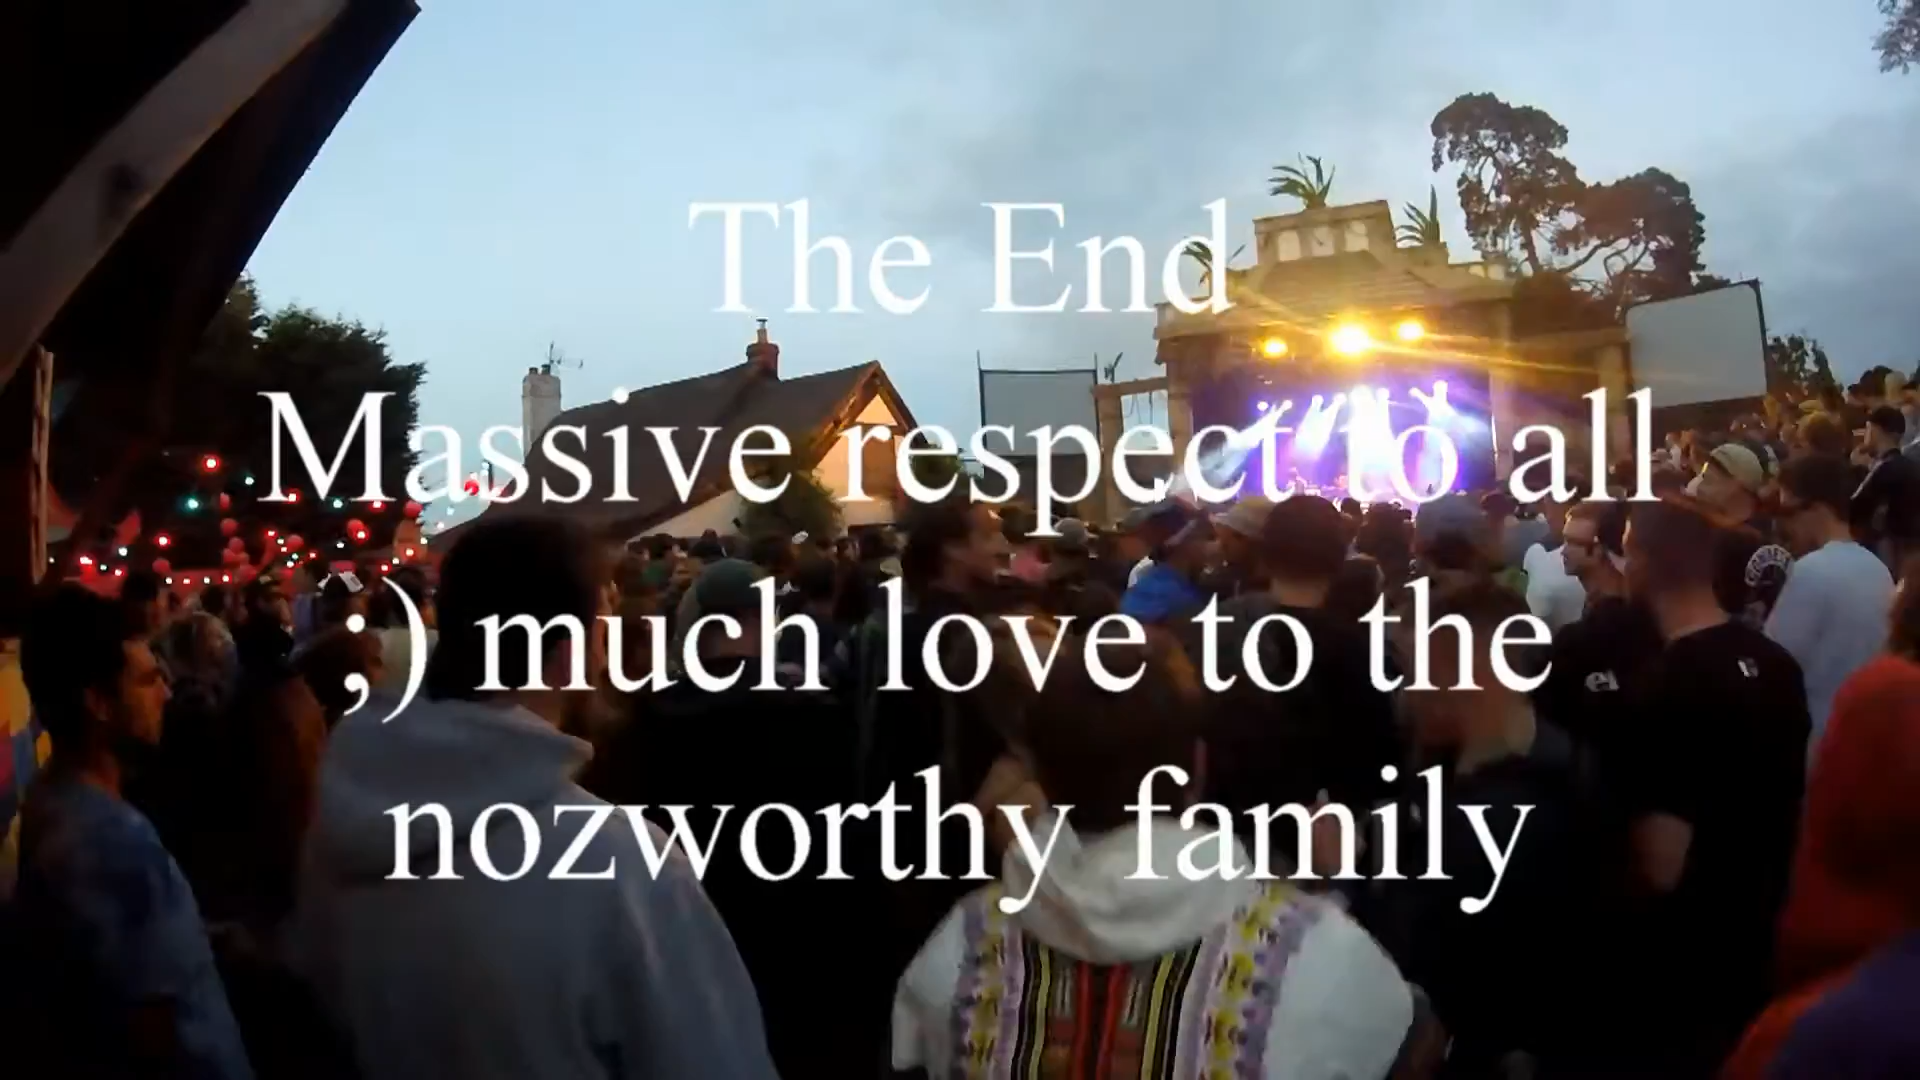 The End
Massive respect to all
;) much love to the
nozworthy family